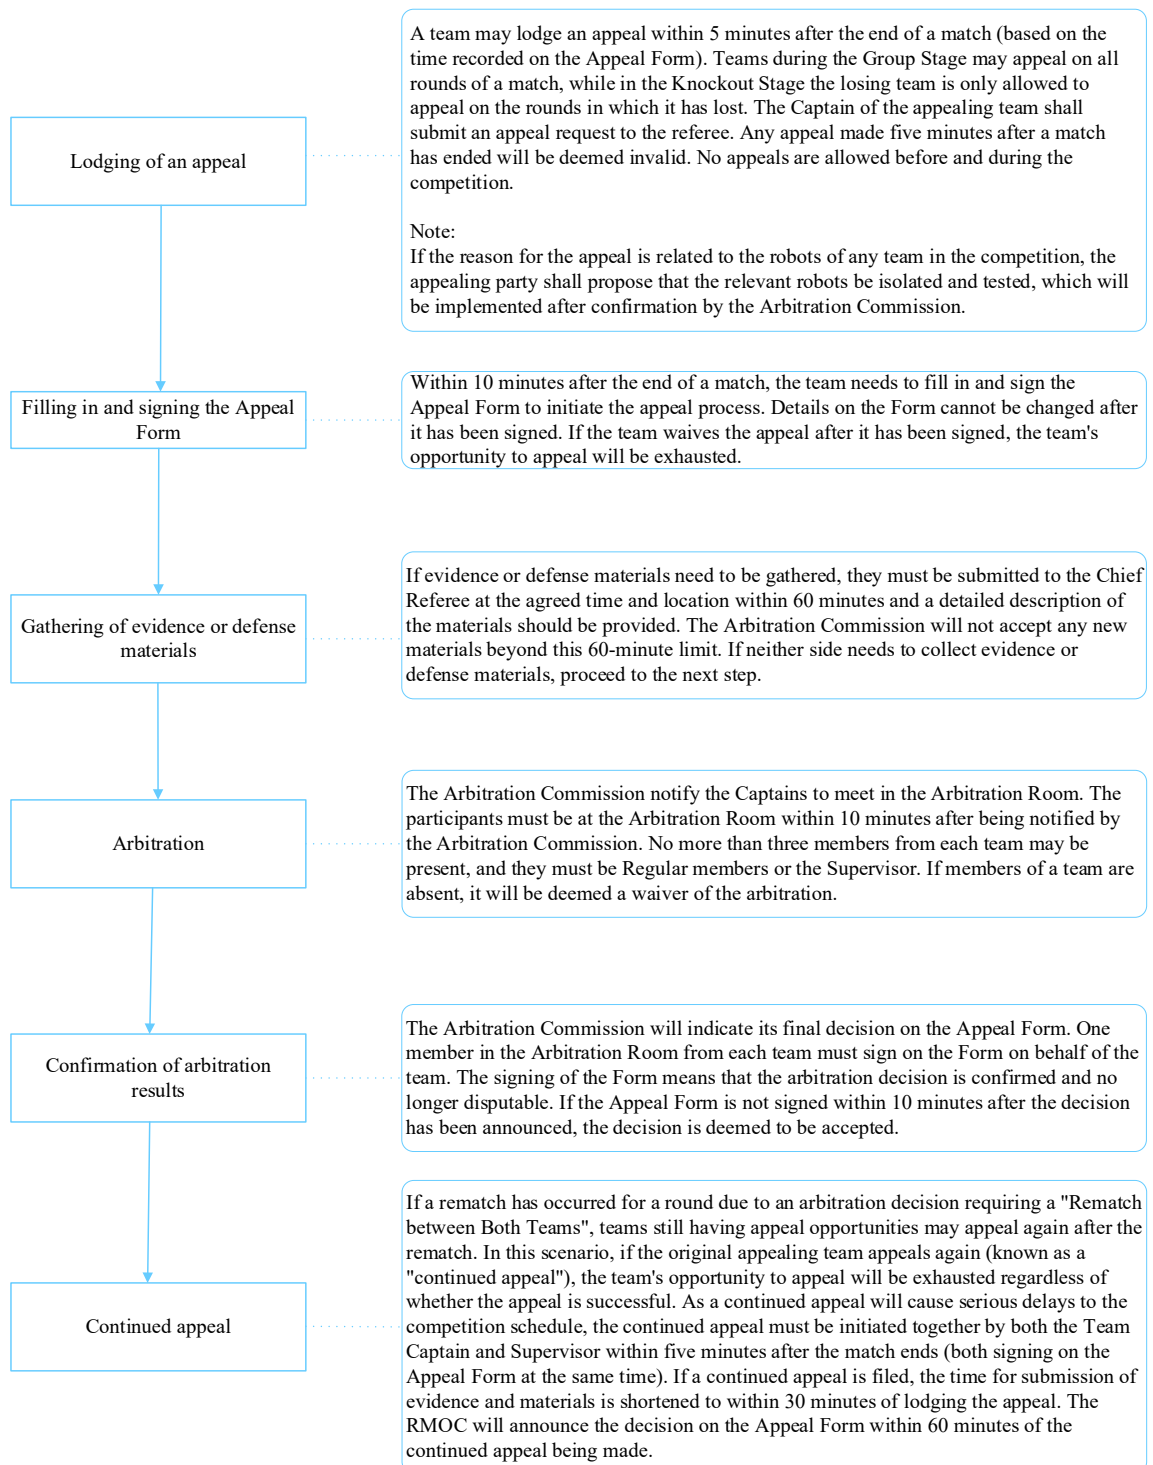 Lodging of an appeal
A team may lodge an appeal within 5 minutes after the end of a match (based on the
time recorded on the Appeal Form). Teams during the Group Stage may appeal on all
rounds of a match, while in the Knockout Stage the losing team is only allowed to
appeal on the rounds in which it has lost. The Captain of the appealing team shall
submit an appeal request to the referee. Any appeal made five minutes after a match
has ended will be deemed invalid. No appeals are allowed before and during the
competition.
Note:
If the reason for the appeal is related to the robots of any team in the competition, the
appealing party shall propose that the relevant robots be isolated and tested, which will
be implemented after confirmation by the Arbitration Commission.
Filling in and signing the Appeal
Form
Within 10 minutes after the end of a match, the team needs to fill in and sign the
Appeal Form to initiate the appeal process. Details on the Form cannot be changed after
it has been signed. If the team waives the appeal after it has been signed, the team's
opportunity to appeal will be exhausted.
Gathering of evidence or defense
materials
If evidence or defense materials need to be gathered, they must be submitted to the Chief
Referee at the agreed time and location within 60 minutes and a detailed description of
the materials should be provided. The Arbitration Commission will not accept any new
materials beyond this 60-minute limit. If neither side needs to collect evidence or
defense materials, proceed to the next step.
Arbitration
The Arbitration Commission notify the Captains to meet in the Arbitration Room. The
participants must be at the Arbitration Room within 10 minutes after being notified by
the Arbitration Commission. No more than three members from each team may be
present, and they must be Regular members or the Supervisor. If members of a team are
absent, it will be deemed a waiver of the arbitration.
Confirmation of arbitration
results
The Arbitration Commission will indicate its final decision on the Appeal Form. One
member in the Arbitration Room from each team must sign on the Form on behalf of the
team. The signing of the Form means that the arbitration decision is confirmed and no
longer disputable. If the Appeal Form is not signed within 10 minutes after the decision
has been announced, the decision is deemed to be accepted.
Continued appeal
If a rematch has occurred for a round due to an arbitration decision requiring a "Rematch
between Both Teams", teams still having appeal opportunities may appeal again after the
rematch. In this scenario, if the original appealing team appeals again (known as a
"continued appeal"), the team's opportunity to appeal will be exhausted regardless of
whether the appeal is successful. As a continued appeal will cause serious delays to the
competition schedule, the continued appeal must be initiated together by both the Team
Captain and Supervisor within five minutes after the match ends (both signing on the
Appeal Form at the same time). If a continued appeal is filed, the time for submission of
evidence and materials is shortened to within 30 minutes of lodging the appeal. The
RMOC will announce the decision on the Appeal Form within 60 minutes of the
continued appeal being made.